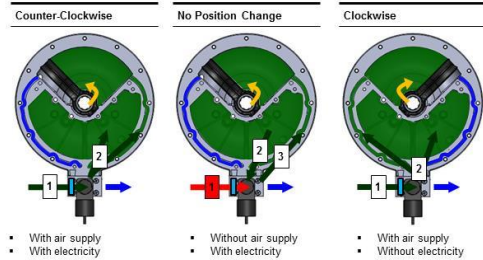 Counter-Clockwise
No Position Change
Clockwise
2
1
2
3
1
2
1
▪ With air supply
▪ With electricity
▪ Without air supply
▪ With electricity
▪ With air supply
▪ Without electricity